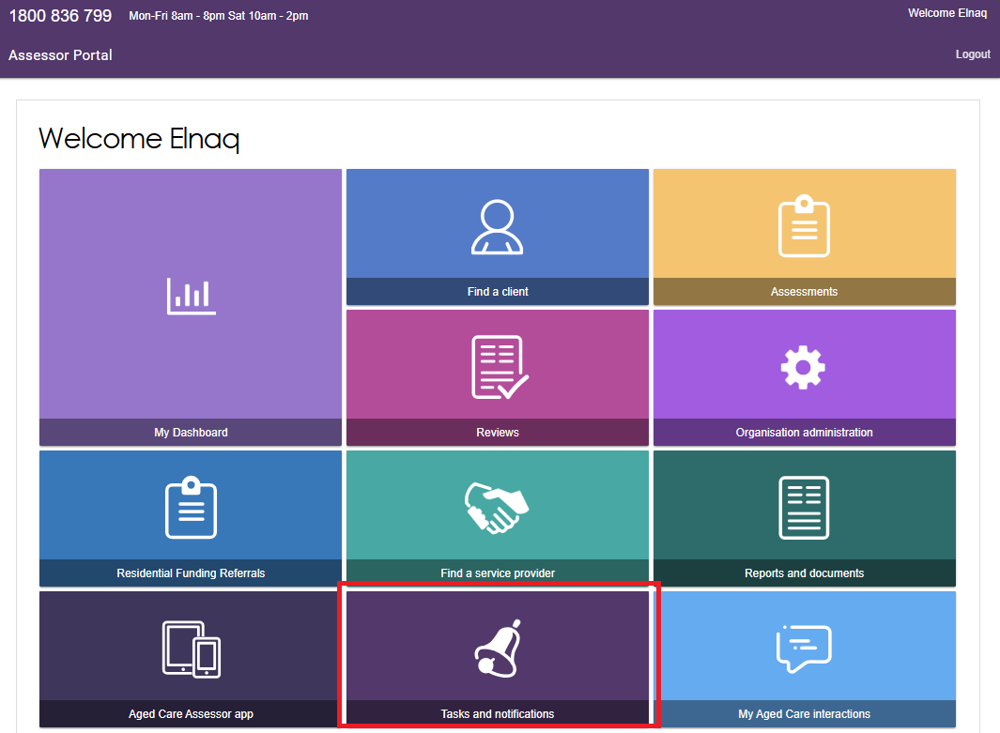 1800 836 799 Mon-Fri 8am - 8pm Sat 10am - 2pm Welcome Elnaq
Assessor Portal Logout
Welcome Elnaq
Find a client Assessments
My Dashboard Reviews Organisation administration
Residential Funding Referrals Find a service provider Reports and documents
Aged Care Assessor app Tasks and notifications My Aged Care interactions